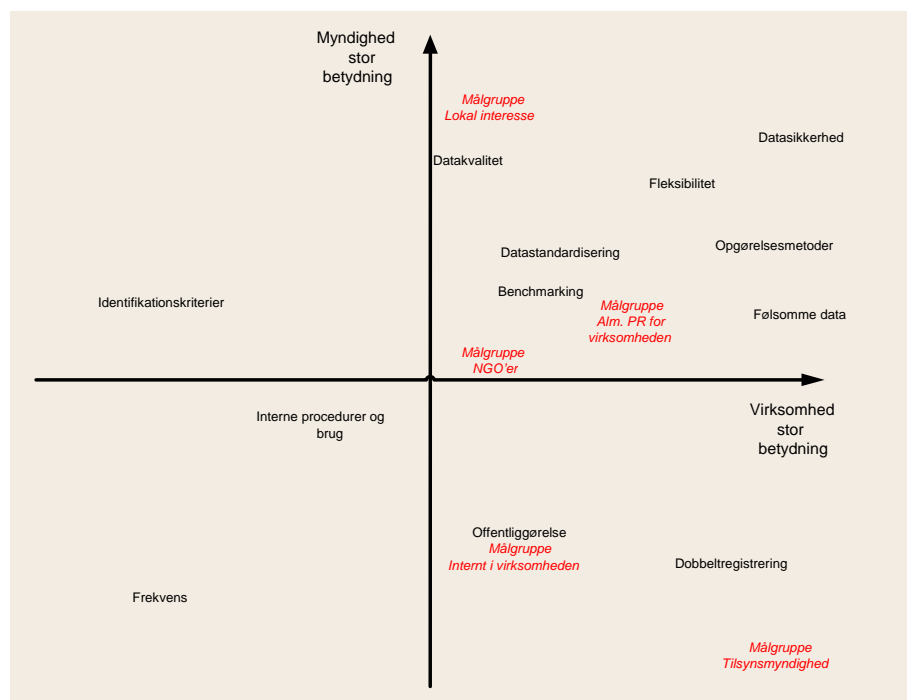 Myndighed
stor
betydning
Målgruppe
Lokal interesse
Datasikkerhed
Datakvalitet
Fleksibilitet
Opgørelsesmetoder
Datastandardisering
Benchmarking
Identifikationskriterier
Målgruppe
Alm. PR for
virksomheden
Følsomme data
Målgruppe
NGO'er
Virksomhed
stor
betydning
Interne procedurer og
brug
Offentliggørelse
Målgruppe
Internt i virksomheden
Dobbeltregistrering
Frekvens
Målgruppe
Tilsynsmyndighed